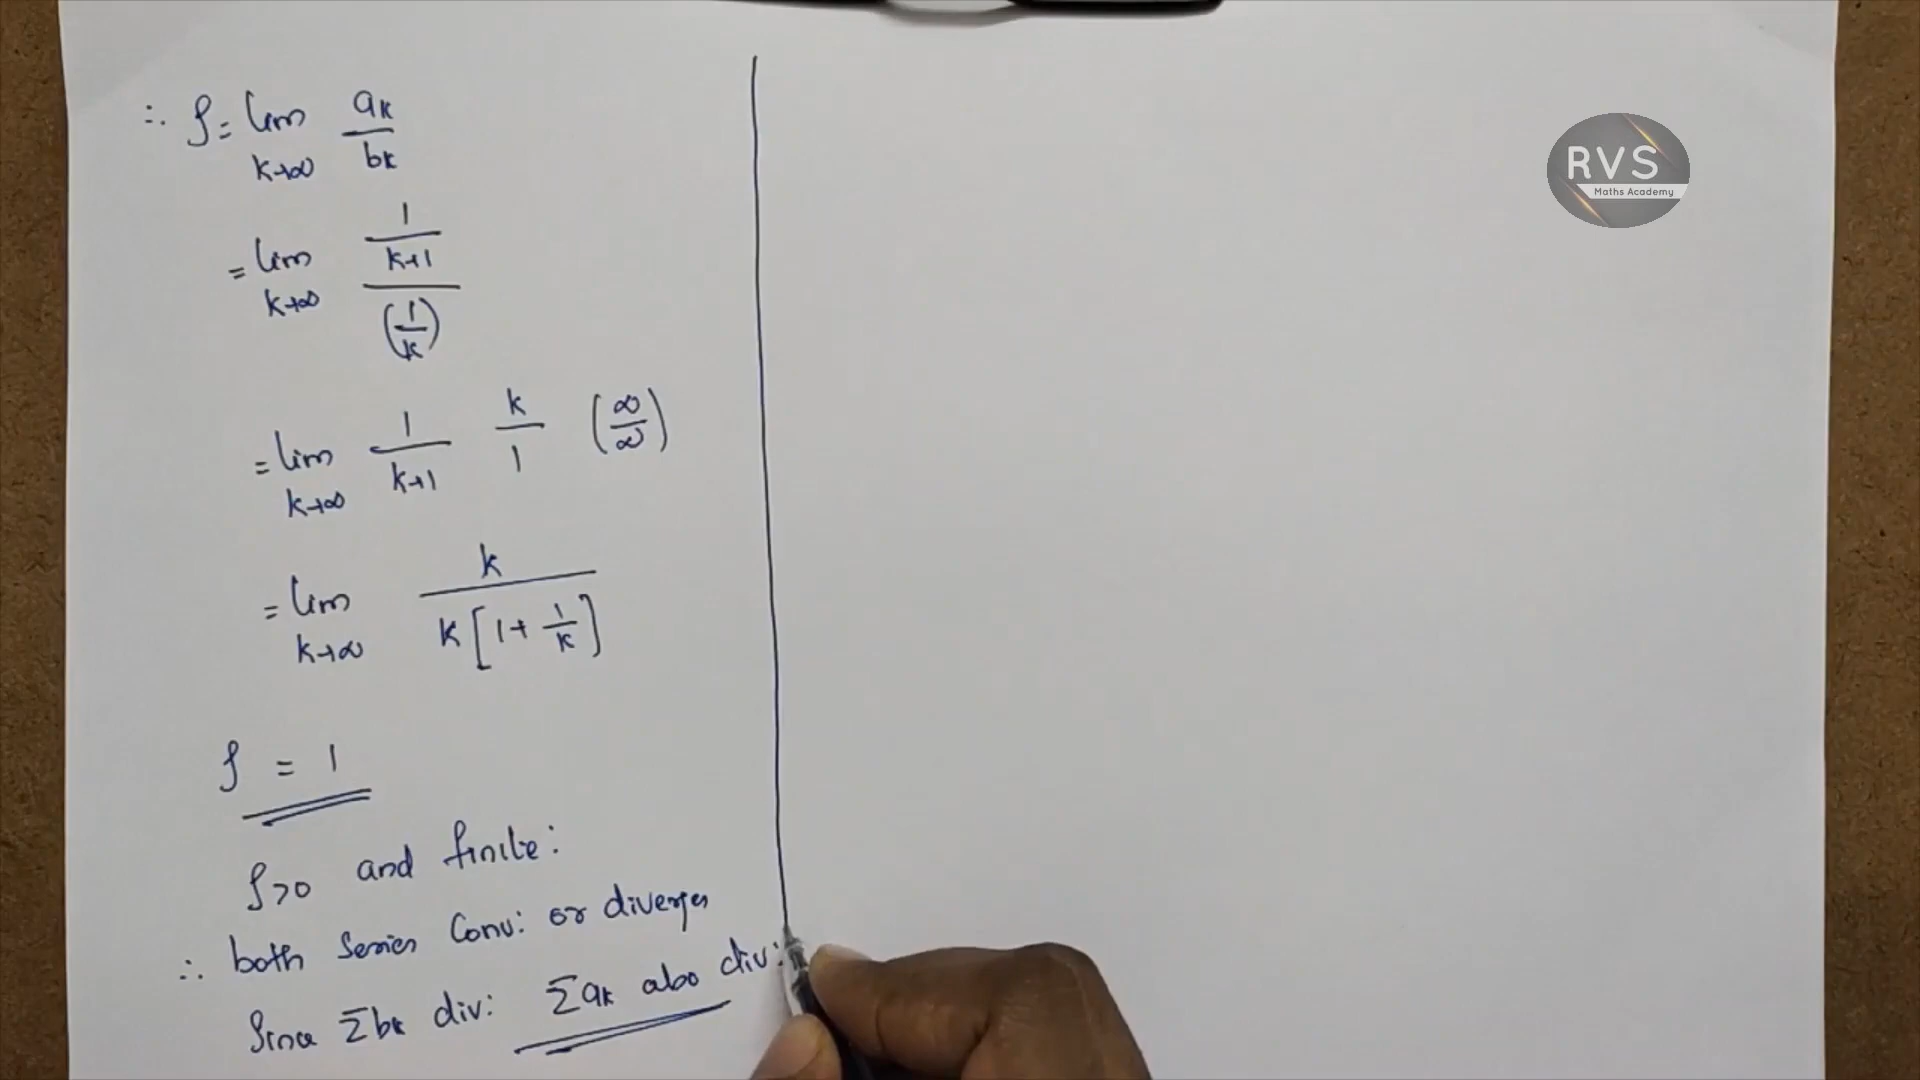 ∴ ρ = lim k→∞ ak/bk
= lim k→∞ (1/(k+1))/(1/k)
= lim k→∞ 1/(k+1) k/1 (∞/∞)
= lim k→∞ k/(k[1+1/k])
ρ = 1
ρ>0 and finite:
∴ both series Conv: or diverges
Since Σbk div: Σak also div:
RVS
Maths Academy